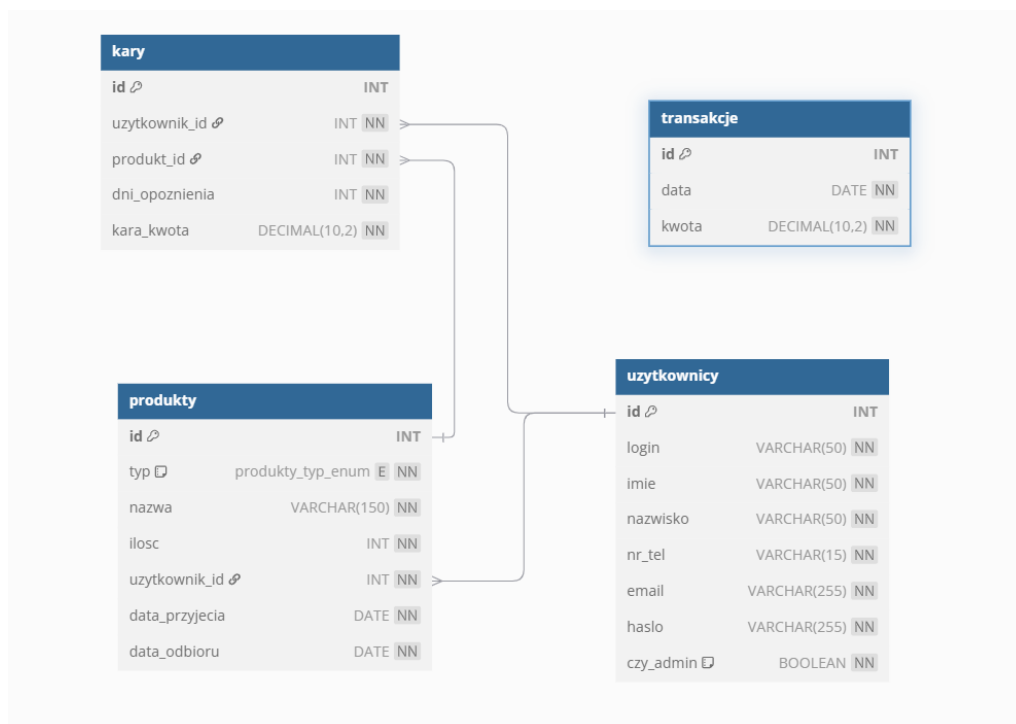 kary
id INT
uzytkownik_id INT NN
produkt_id INT NN
dni_opoznienia INT NN
kara_kwota DECIMAL(10,2) NN
transakcje
id INT
data DATE NN
kwota DECIMAL(10,2) NN
produkty
id INT
typ produkty_typ_enum E NN
nazwa VARCHAR(150) NN
ilosc INT NN
uzytkownik_id INT NN
data_przyjecia DATE NN
data_odbioru DATE NN
uzytkownicy
id INT
login VARCHAR(50) NN
imie VARCHAR(50) NN
nazwisko VARCHAR(50) NN
nr_tel VARCHAR(15) NN
email VARCHAR(255) NN
haslo VARCHAR(255) NN
czy_admin BOOLEAN NN